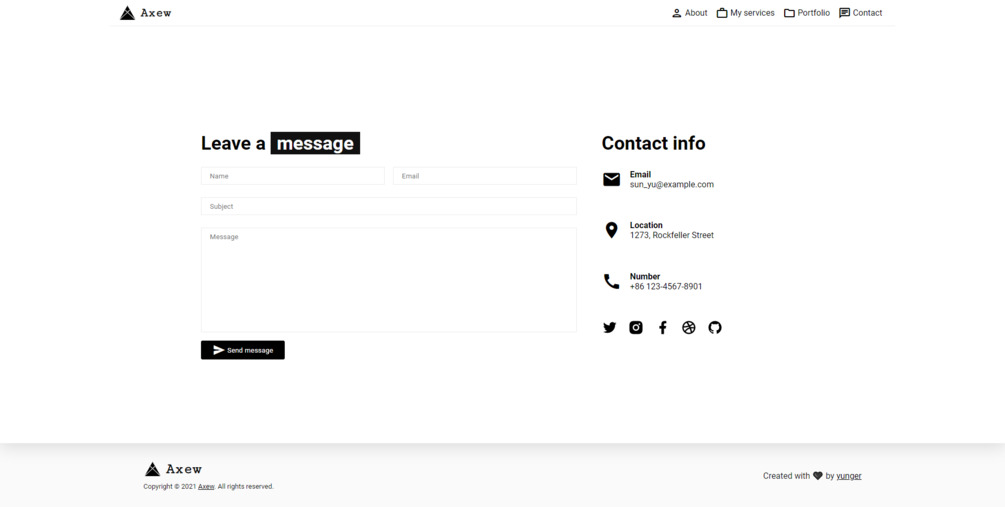 Axew
About My services Portfolio Contact
Leave a message
Contact info
Name
Email
Subject
Message
Send message
Email
sun_yu@example.com
Location
1273, Rockfeller Street
Number
+86 123-4567-8901
Axew
Copyright © 2021 Axew. All rights reserved.
Created with by yunger